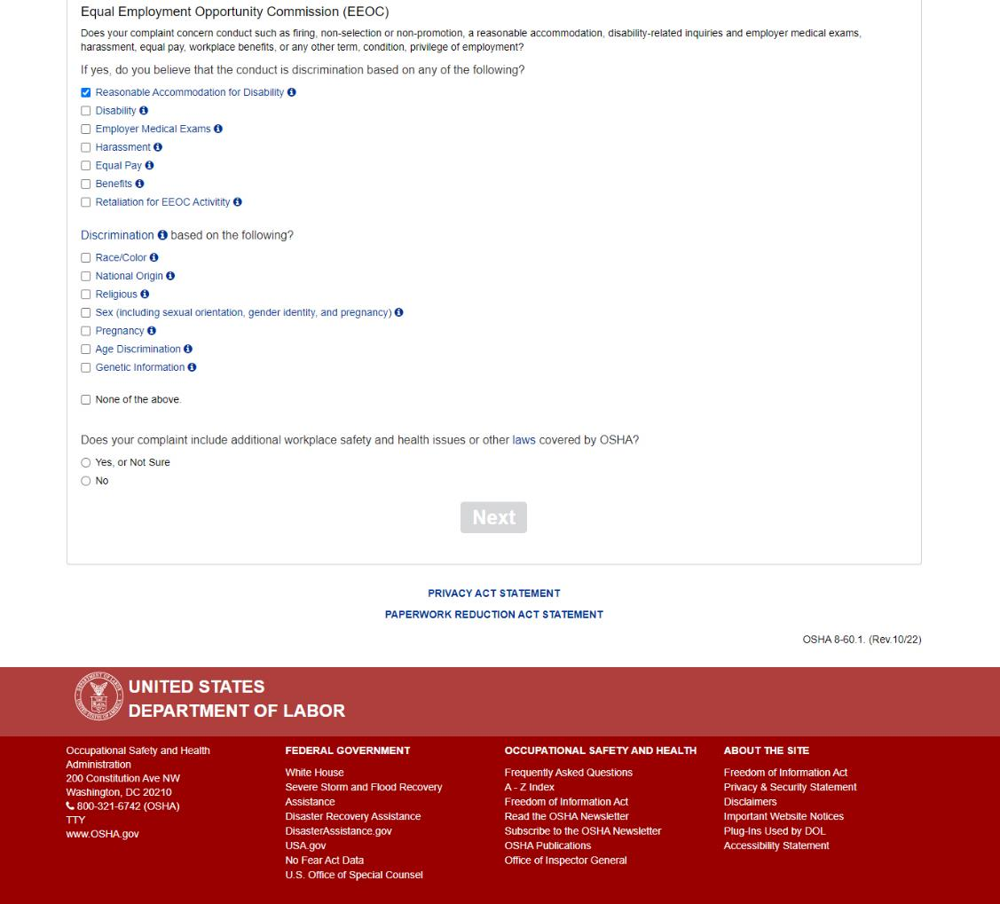 Equal Employment Opportunity Commission (EEOC)
Does your complaint concern conduct such as firing, non-selection or non-promotion, a reasonable accommodation, disability-related inquiries and employer medical exams,
harassment, equal pay, workplace benefits, or any other term, condition, privilege of employment?
If yes, do you believe that the conduct is discrimination based on any of the following?
Reasonable Accommodation for Disability
Disability
Employer Medical Exams
Harassment
Equal Pay
Benefits
Retaliation for EEOC Activitity
Discrimination based on the following?
Race/Color
National Origin
Religious
Sex (including sexual orientation, gender identity, and pregnancy)
Pregnancy
Age Discrimination
Genetic Information
None of the above.
Does your complaint include additional workplace safety and health issues or other laws covered by OSHA?
Yes, or Not Sure
No
Next
PRIVACY ACT STATEMENT
PAPERWORK REDUCTION ACT STATEMENT
OSHA 8-60.1. (Rev.10/22)
UNITED STATES
DEPARTMENT OF LABOR
Occupational Safety and Health
Administration
200 Constitution Ave NW
Washington, DC 20210
800-321-6742 (OSHA)
TTY
www.OSHA.gov
FEDERAL GOVERNMENT
White House
Severe Storm and Flood Recovery
Assistance
Disaster Recovery Assistance
DisasterAssistance.gov
USA.gov
No Fear Act Data
U.S. Office of Special Counsel
OCCUPATIONAL SAFETY AND HEALTH
Frequently Asked Questions
A - Z Index
Freedom of Information Act
Read the OSHA Newsletter
Subscribe to the OSHA Newsletter
OSHA Publications
Office of Inspector General
ABOUT THE SITE
Freedom of Information Act
Privacy & Security Statement
Disclaimers
Important Website Notices
Plug-Ins Used by DOL
Accessibility Statement